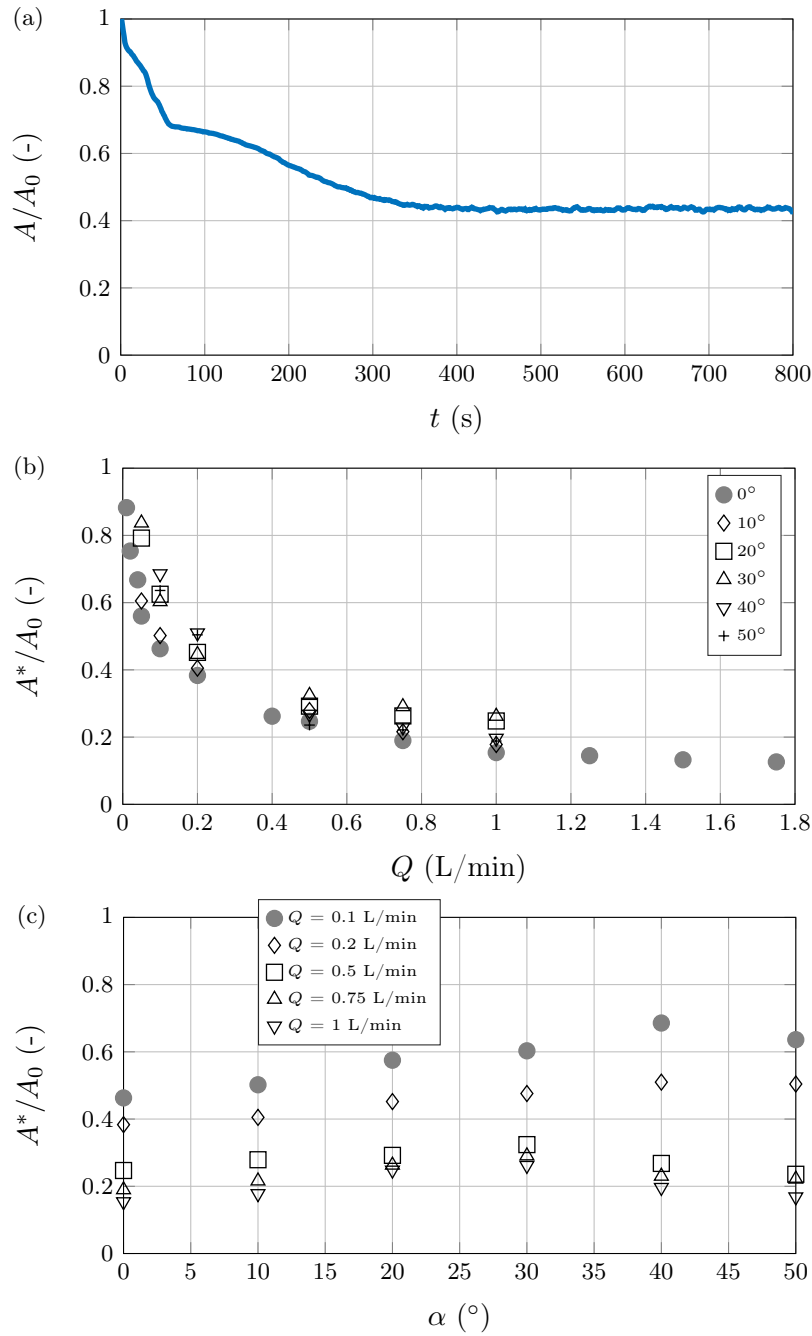 (a)
1
0.8
0.6
0.4
0.2
0
A/A₀ (-)
0 100 200 300 400 500 600 700 800
t (s)
(b)
1
0.8
0.6
0.4
0.2
0
A*/A₀ (-)
0°
10°
20°
30°
40°
50°
0 0.2 0.4 0.6 0.8 1 1.2 1.4 1.6 1.8
Q (L/min)
(c)
1
0.8
0.6
0.4
0.2
0
A*/A₀ (-)
Q = 0.1 L/min
Q = 0.2 L/min
Q = 0.5 L/min
Q = 0.75 L/min
Q = 1 L/min
0 5 10 15 20 25 30 35 40 45 50
α (°)